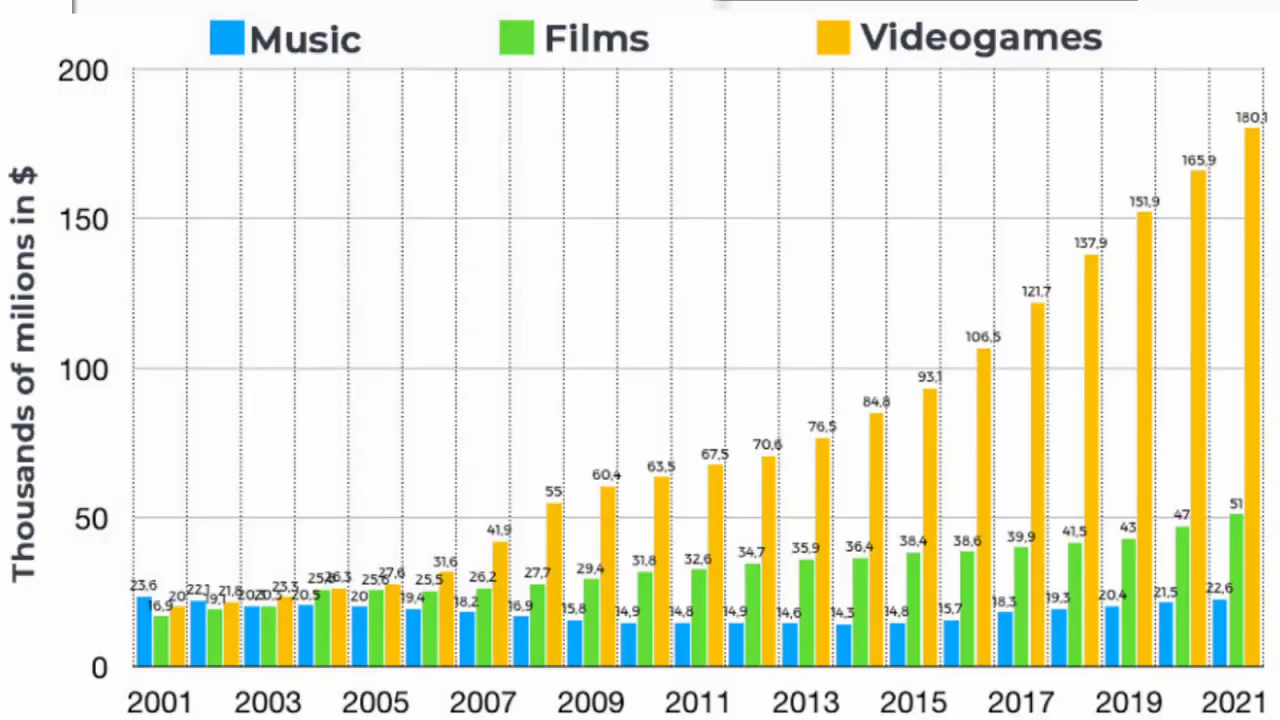 Music Films Videogames
Thousands of milions in $
200
150
100
50
0
23.6 16,9 20
22,1 19,1 21,8
20,3 20,3 23,3
20,5 26,3
20 25,6 27,6
19,4 25,5 31,6
18,2 26,2 41,9
16,9 27,7 55
15,8 29,4 60,4
14,9 31,8 63,5
14,8 32,6 67,5
14,9 34,7 70,6
14,6 35,9 76,5
14,3 36,4 84,8
14,8 38,4 93,1
15,7 38,6 106,5
18,3 39,9 121,7
19,3 41,5 137,9
20,4 43 151,9
21,5 47 165,9
22,6 51 180,1
2001 2003 2005 2007 2009 2011 2013 2015 2017 2019 2021